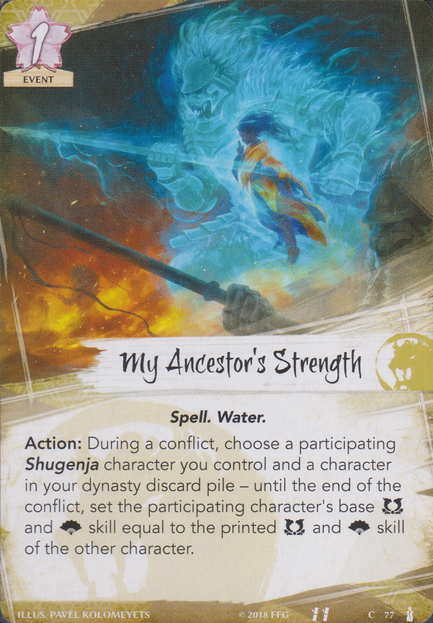 1
EVENT
My Ancestor's Strength
Spell. Water.
Action: During a conflict, choose a participating
Shugenja character you control and a character
in your dynasty discard pile – until the end of the
conflict, set the participating character's base
and skill equal to the printed and skill
of the other character.
ILLUS. PAVEL KOLOMEYETS © 2018 FFG C 77